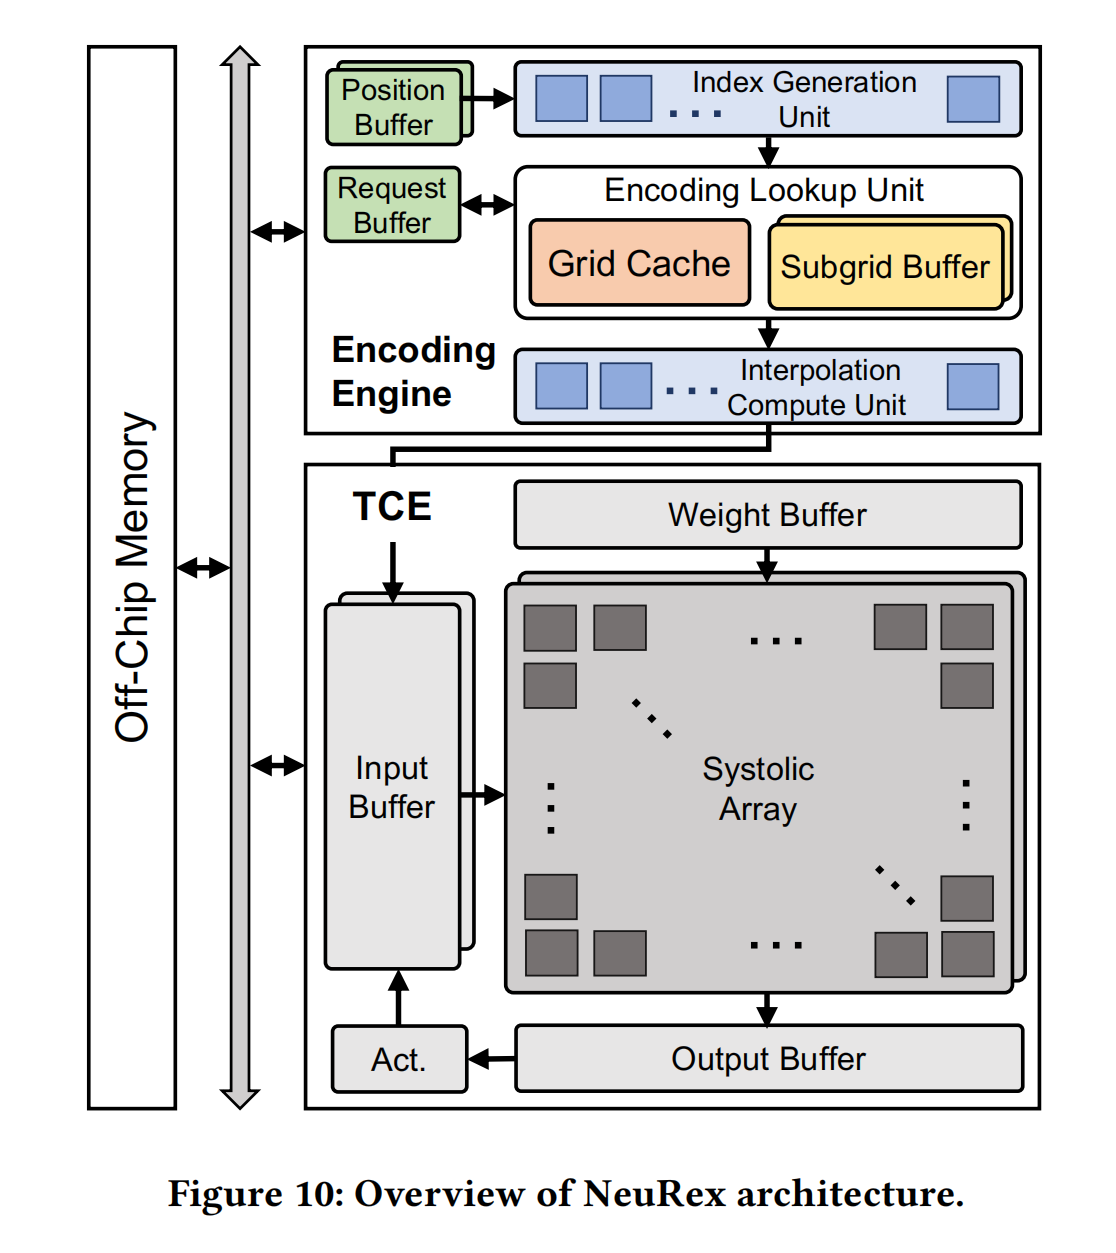 Off-Chip Memory
Position
Buffer
Index Generation
Unit
Request
Buffer
Encoding Lookup Unit
Grid Cache
Subgrid Buffer
Encoding
Engine
Interpolation
Compute Unit
TCE
Weight Buffer
Input
Buffer
Systolic
Array
Act.
Output Buffer
Figure 10: Overview of NeuRex architecture.